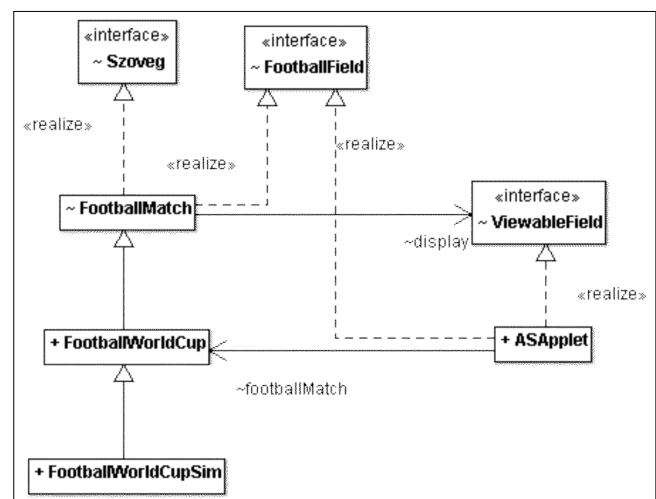 «interface»
~ Szoveg
«interface»
~ FootballField
«realize»
«realize»
«realize»
~ FootballMatch
«interface»
~ ViewableField
~display
«realize»
+ FootballWorldCup
+ ASApplet
~footballMatch
+ FootballWorldCupSim